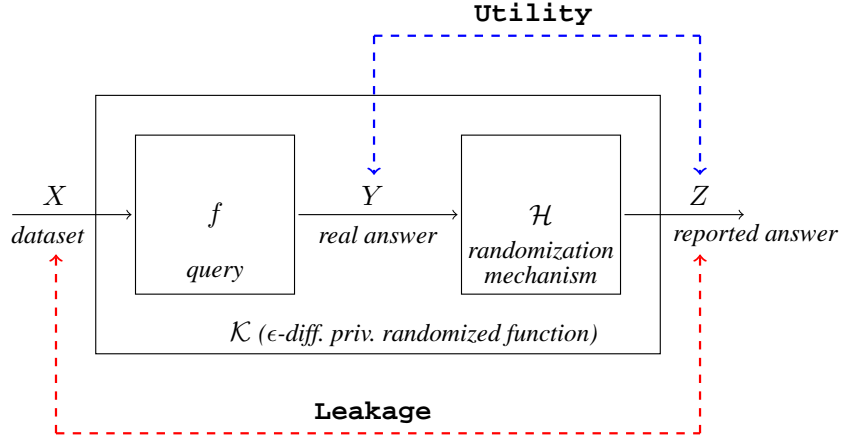 Utility
X
Y
Z
f
H
dataset
real answer
reported answer
query
randomization
mechanism
K (ϵ-diff. priv. randomized function)
Leakage